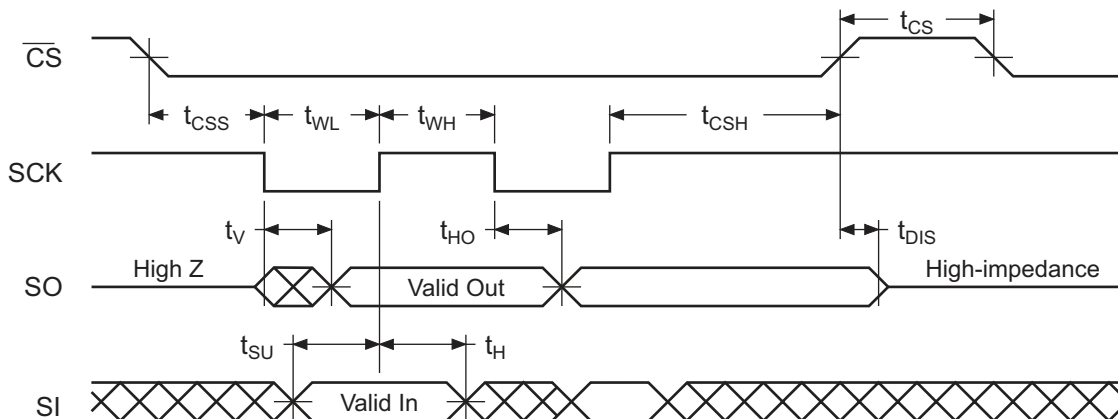 t_CS
C̅S̅
t_CSS t_WL t_WH t_CSH
SCK
t_V t_HO t_DIS
High Z High-impedance
SO Valid Out
t_SU t_H
SI Valid In